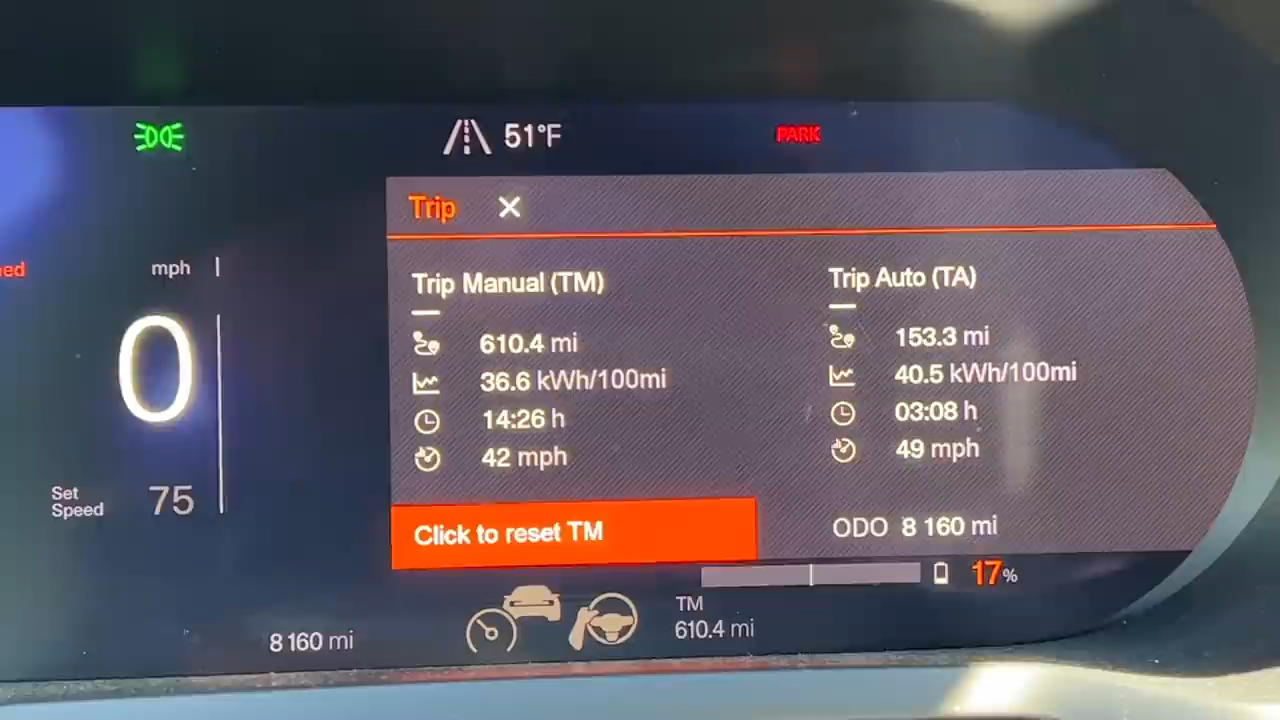 51°F
PARK
Trip
ed
mph
0
Set
Speed
75
Trip Manual (TM)
610.4 mi
36.6 kWh/100mi
14:26 h
42 mph
Click to reset TM
Trip Auto (TA)
153.3 mi
40.5 kWh/100mi
03:08 h
49 mph
ODO 8 160 mi
17%
TM
610.4 mi
8 160 mi